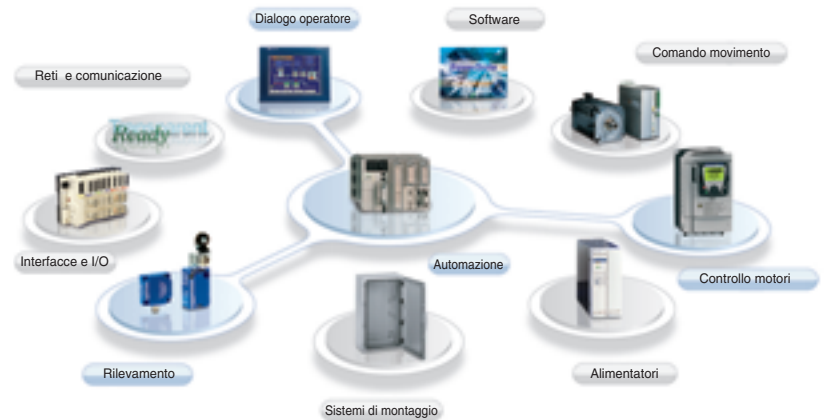 Dialogo operatore
Software
Comando movimento
Reti e comunicazione
Ready
Interfacce e I/O
Automazione
Controllo motori
Rilevamento
Alimentatori
Sistemi di montaggio